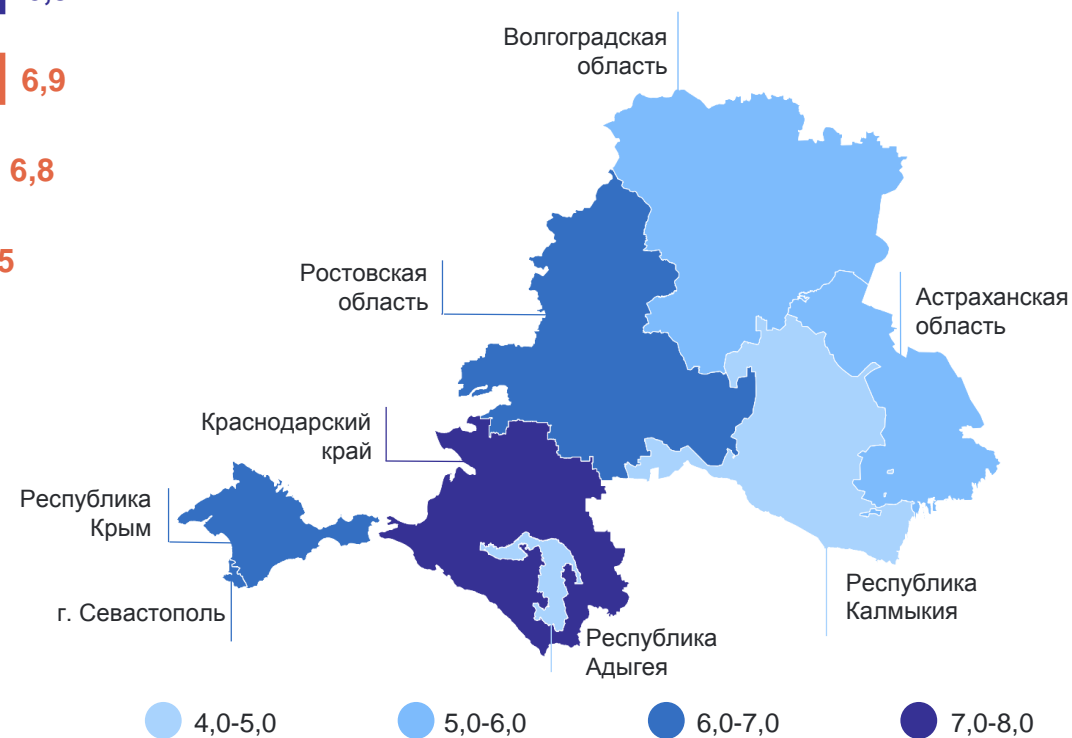 6,9
6,8
5
Волгоградская
область
Ростовская
область
Астраханская
область
Краснодарский
край
Республика
Крым
г. Севастополь
Республика
Калмыкия
Республика
Адыгея
4,0-5,0
5,0-6,0
6,0-7,0
7,0-8,0